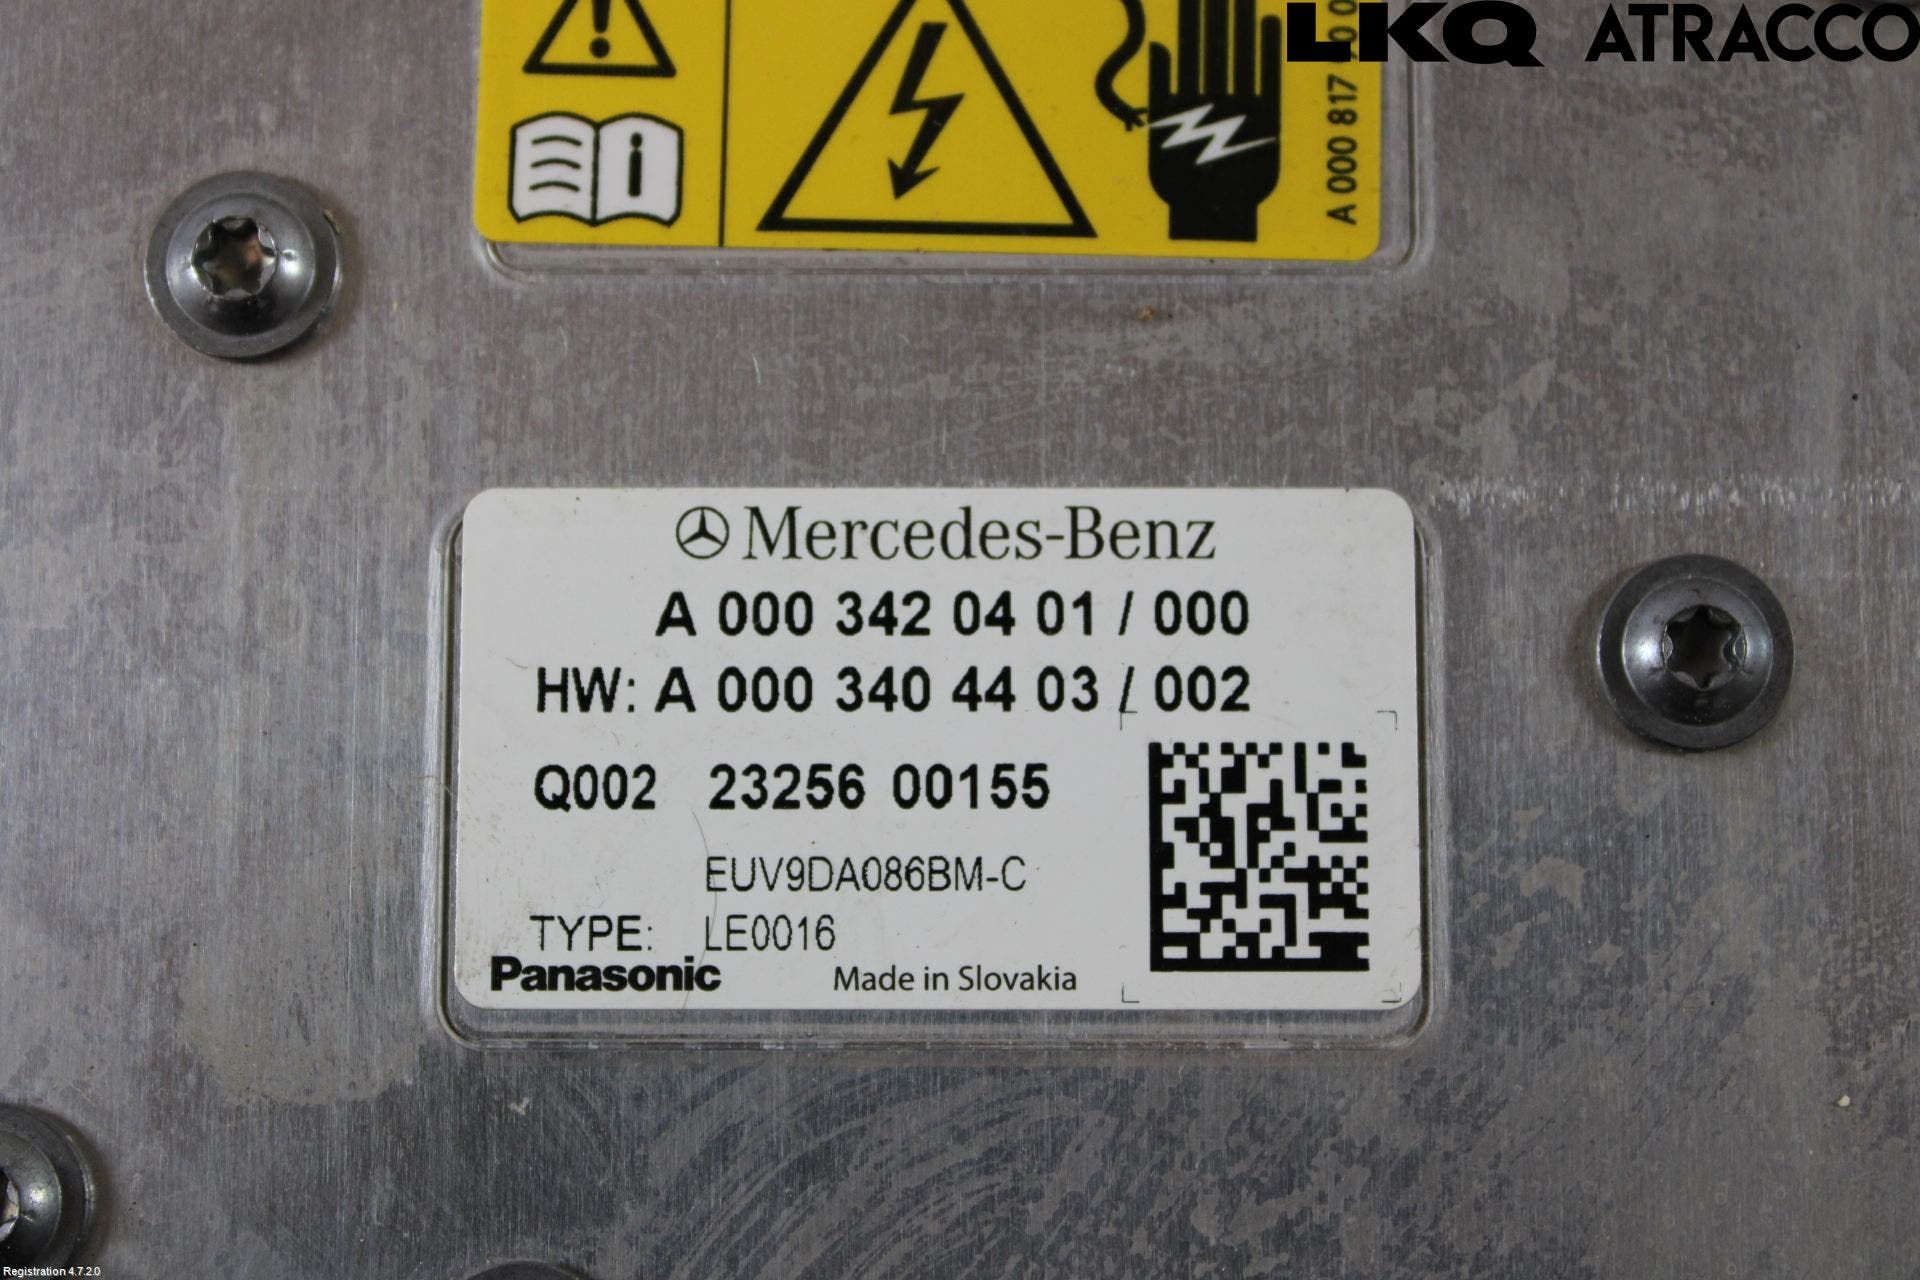 LKQ ATRACCO
i
A 000 817
Mercedes-Benz
A 000 342 04 01 / 000
HW: A 000 340 44 03 / 002
Q002 23256 00155
EUV9DA086BM-C
TYPE: LE0016
Panasonic Made in Slovakia
Registration 4.7.2.0